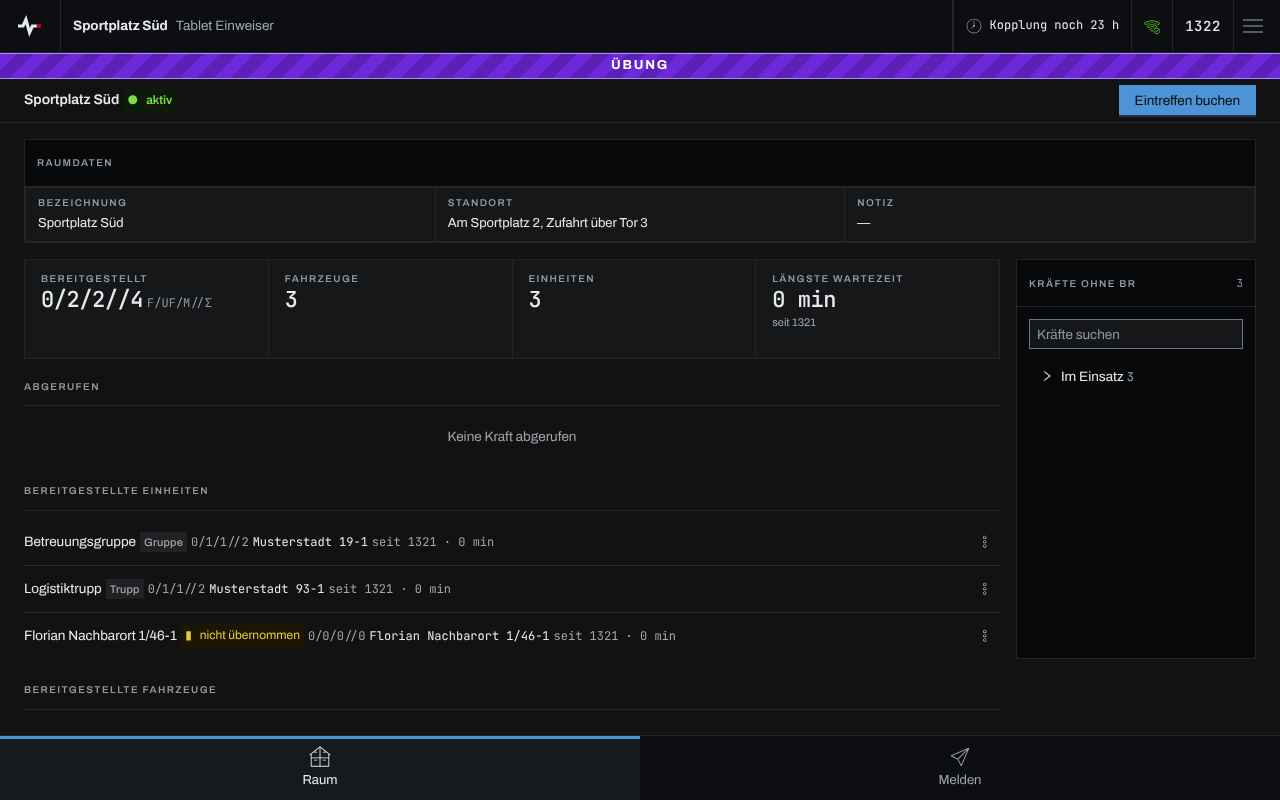 Sportplatz Süd Tablet Einweiser
Kopplung noch 23 h
1322
ÜBUNG
Sportplatz Süd aktiv
Eintreffen buchen
RAUMDATEN
BEZEICHNUNG
Sportplatz Süd
STANDORT
Am Sportplatz 2, Zufahrt über Tor 3
NOTIZ
—
BEREITGESTELLT
0/2/2//4 F/UF/M//Σ
FAHRZEUGE
3
EINHEITEN
3
LÄNGSTE WARTEZEIT
0 min
seit 1321
KRÄFTE OHNE BR 3
Kräfte suchen
Im Einsatz 3
ABGERUFEN
Keine Kraft abgerufen
BEREITGESTELLTE EINHEITEN
Betreuungsgruppe Gruppe 0/1/1//2 Musterstadt 19-1 seit 1321 · 0 min
Logistiktrupp Trupp 0/1/1//2 Musterstadt 93-1 seit 1321 · 0 min
Florian Nachbarort 1/46-1 nicht übernommen 0/0/0//0 Florian Nachbarort 1/46-1 seit 1321 · 0 min
BEREITGESTELLTE FAHRZEUGE
Raum
Melden